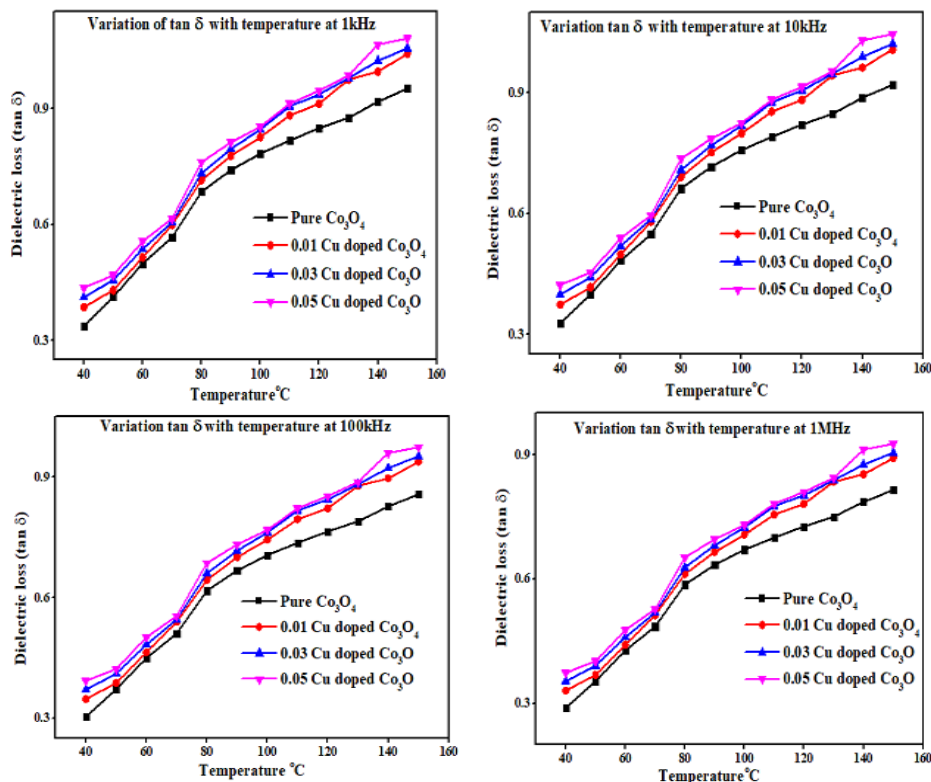 Variation of tan δ with temperature at 1kHz
Dielectric loss (tan δ)
0.9
0.6
0.3
Pure Co₃O₄
0.01 Cu doped Co₃O₄
0.03 Cu doped Co₃O
0.05 Cu doped Co₃O
40 60 80 100 120 140 160
Temperature°C
Variation tan δ with temperature at 10kHz
Dielectric loss (tan δ)
0.9
0.6
0.3
Pure Co₃O₄
0.01 Cu doped Co₃O₄
0.03 Cu doped Co₃O
0.05 Cu doped Co₃O
40 60 80 100 120 140 160
Temperature°C
Variation tan δ with temperature at 100kHz
Dielectric loss (tan δ)
0.9
0.6
0.3
Pure Co₃O₄
0.01 Cu doped Co₃O₄
0.03 Cu doped Co₃O
0.05 Cu doped Co₃O
40 60 80 100 120 140 160
Temperature °C
Variation tan δ with temperature at 1MHz
Dielectric loss (tan δ)
0.9
0.6
0.3
Pure Co₃O₄
0.01 Cu doped Co₃O₄
0.03 Cu doped Co₃O
0.05 Cu doped Co₃O
40 60 80 100 120 140 160
Temperature °C